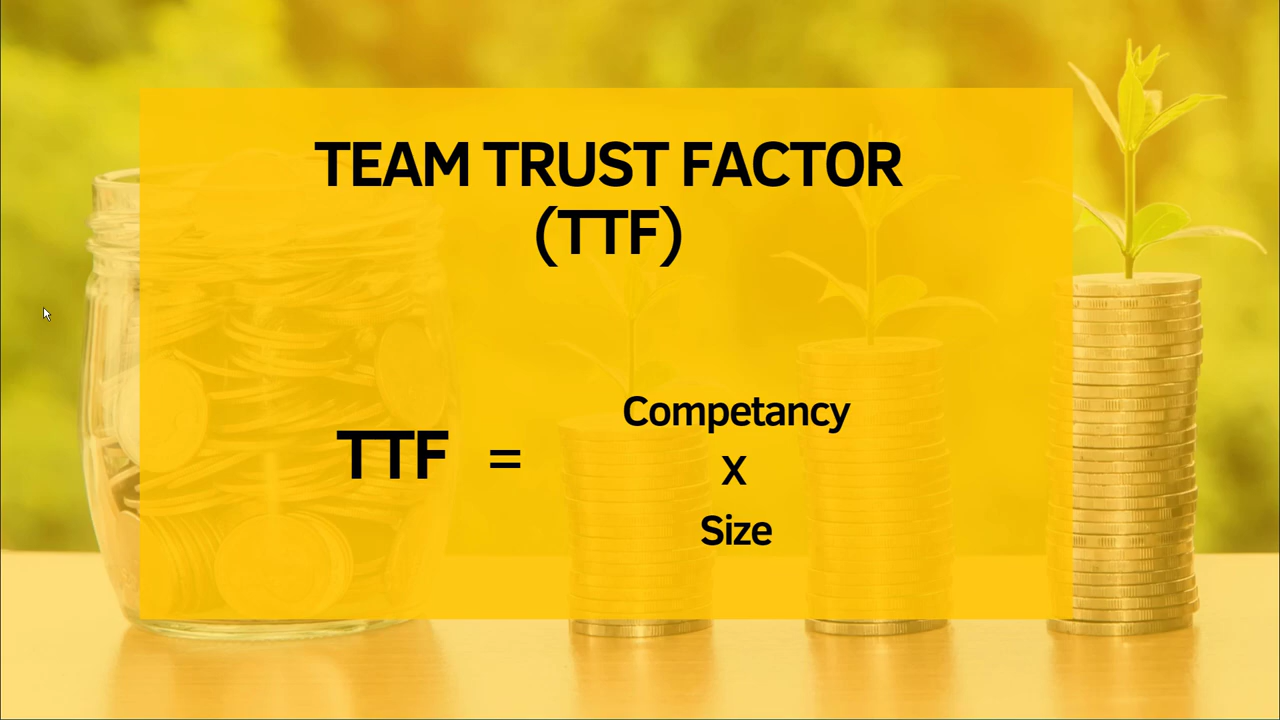 TEAM TRUST FACTOR
(TTF)
Competancy
TTF = X
Size